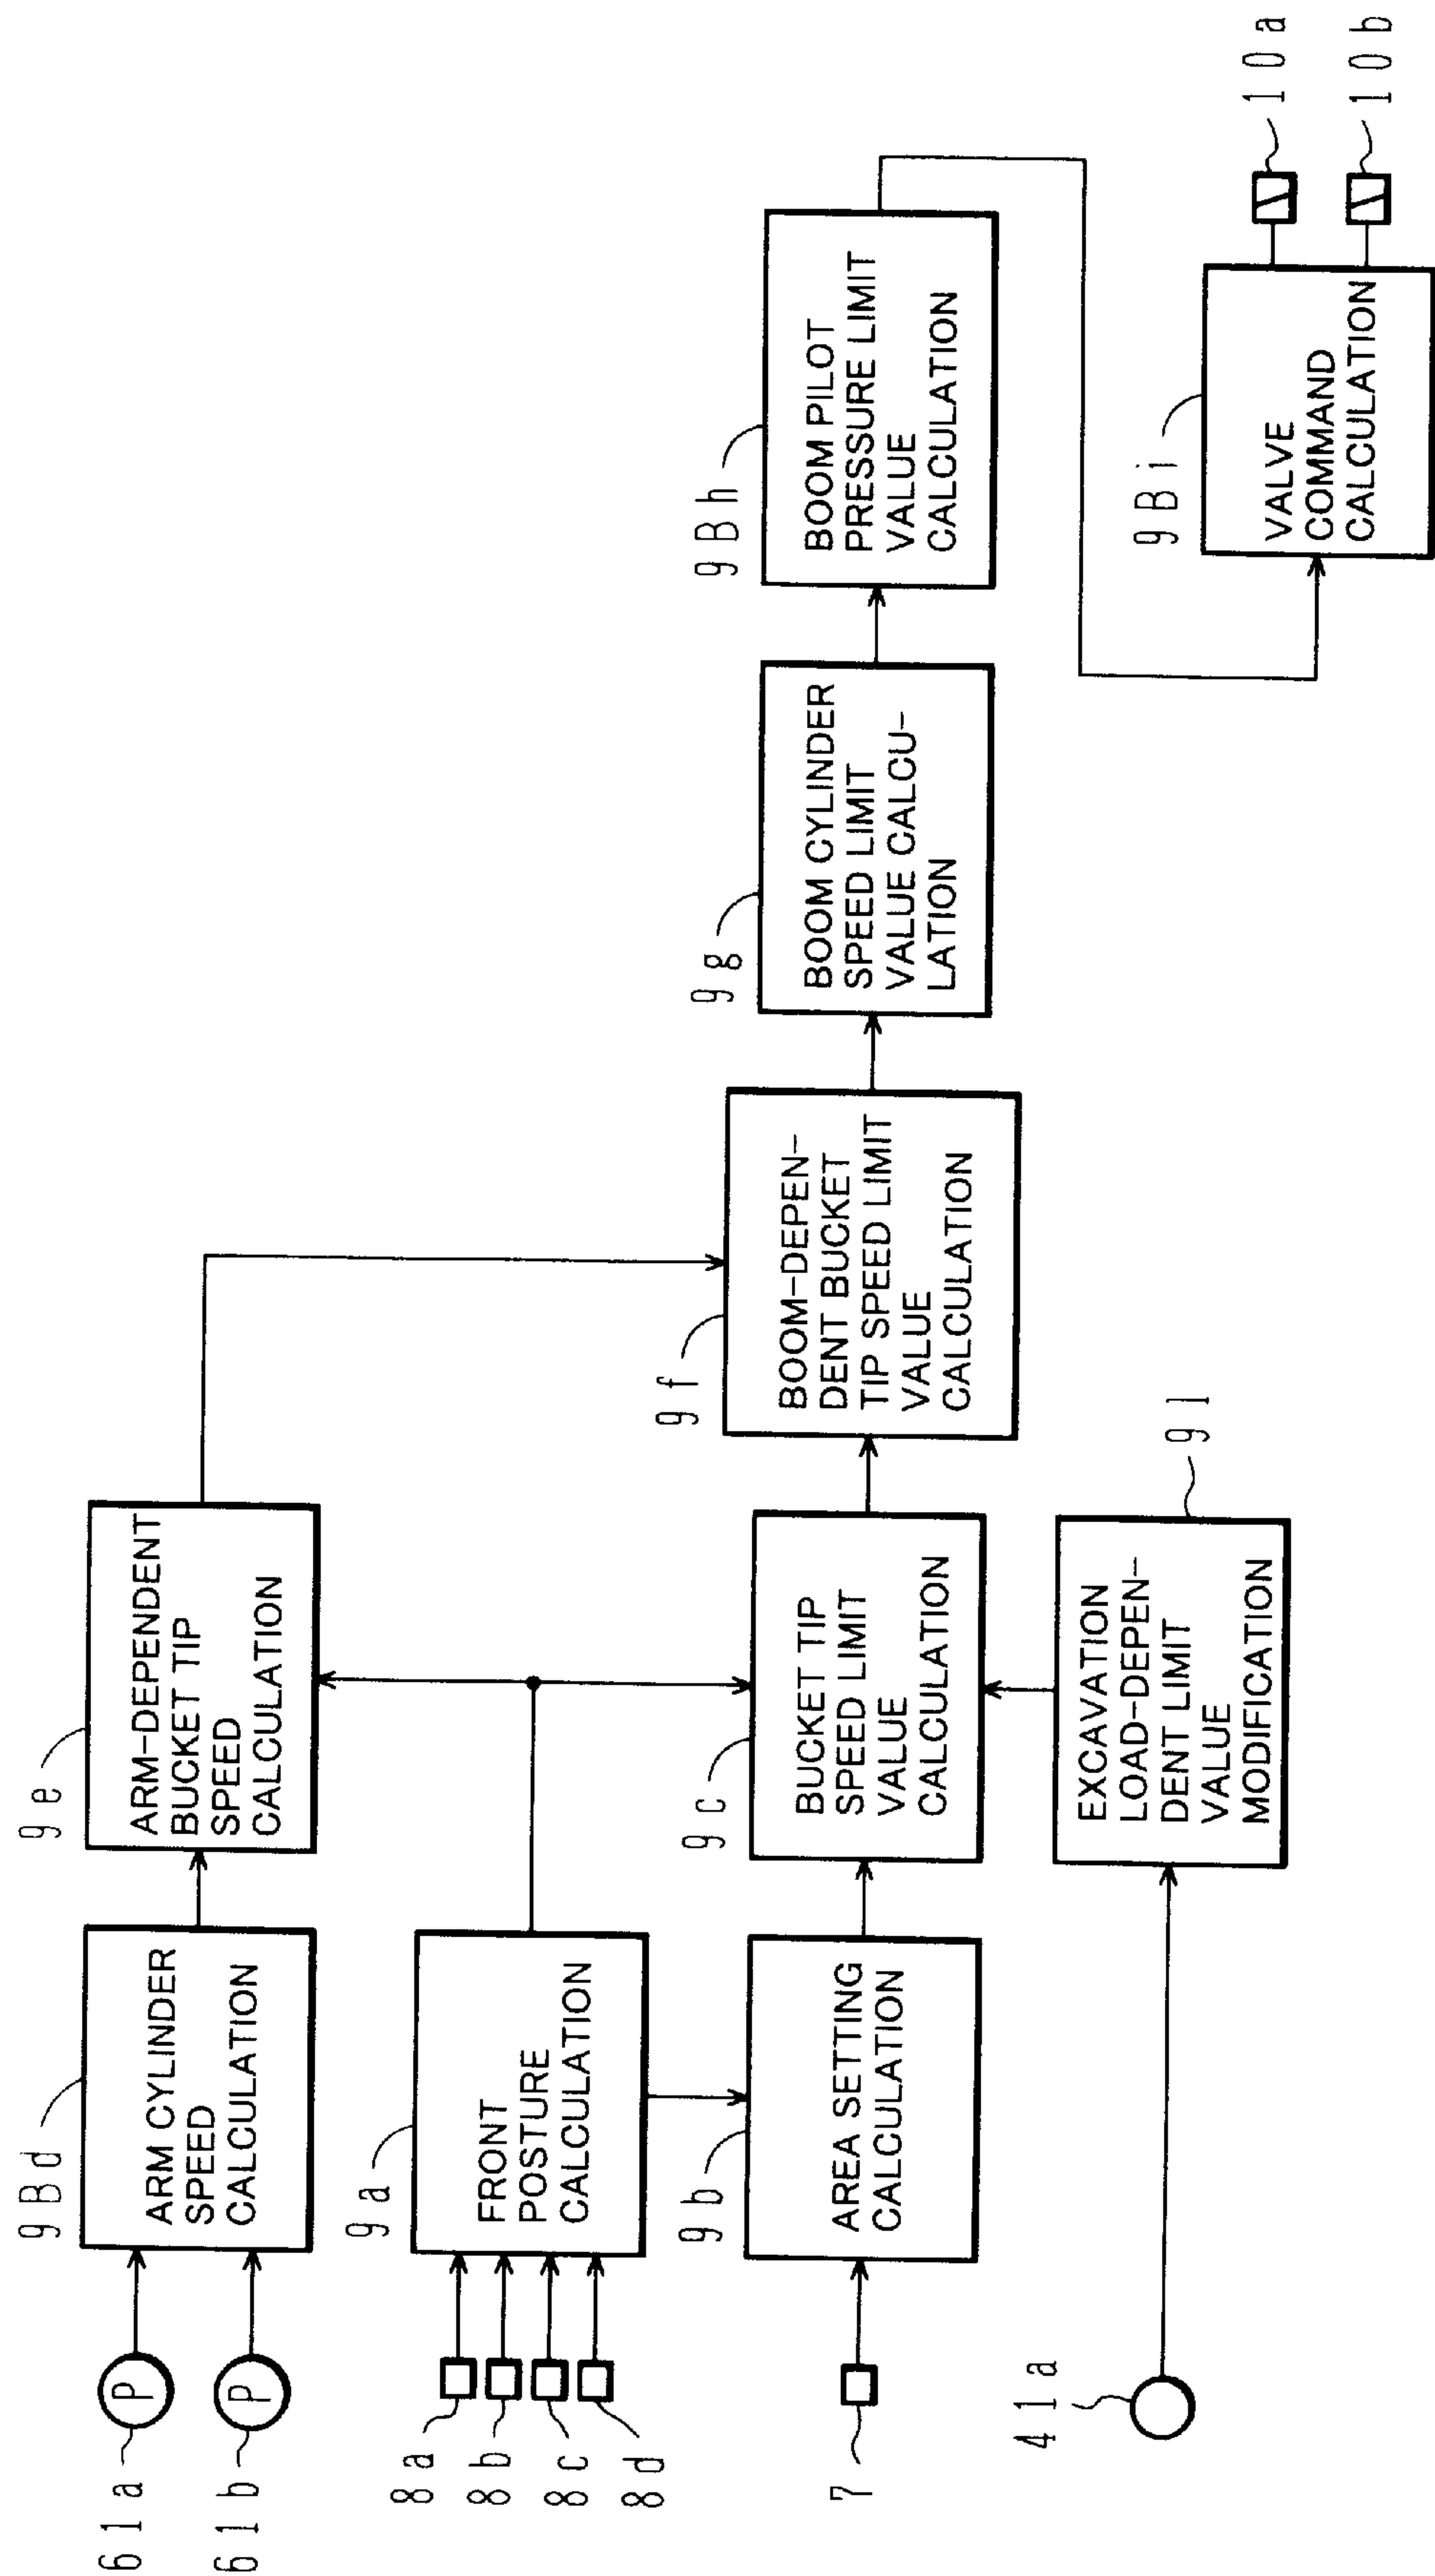 61a
P
61b
P
9Bd
ARM CYLINDER
SPEED
CALCULATION
9e
ARM-DEPENDENT
BUCKET TIP
SPEED
CALCULATION
8a
8b
8c
8d
9a
FRONT
POSTURE
CALCULATION
7
9b
AREA SETTING
CALCULATION
9c
BUCKET TIP
SPEED LIMIT
VALUE
CALCULATION
9f
BOOM-DEPEN-
DENT BUCKET
TIP SPEED LIMIT
VALUE
CALCULATION
9g
BOOM CYLINDER
SPEED LIMIT
VALUE CALCU-
LATION
9Bh
BOOM PILOT
PRESSURE LIMIT
VALUE
CALCULATION
41a
EXCAVATION
LOAD-DEPEN-
DENT LIMIT
VALUE
MODIFICATION
9l
9Bi
VALVE
COMMAND
CALCULATION
10a
10b